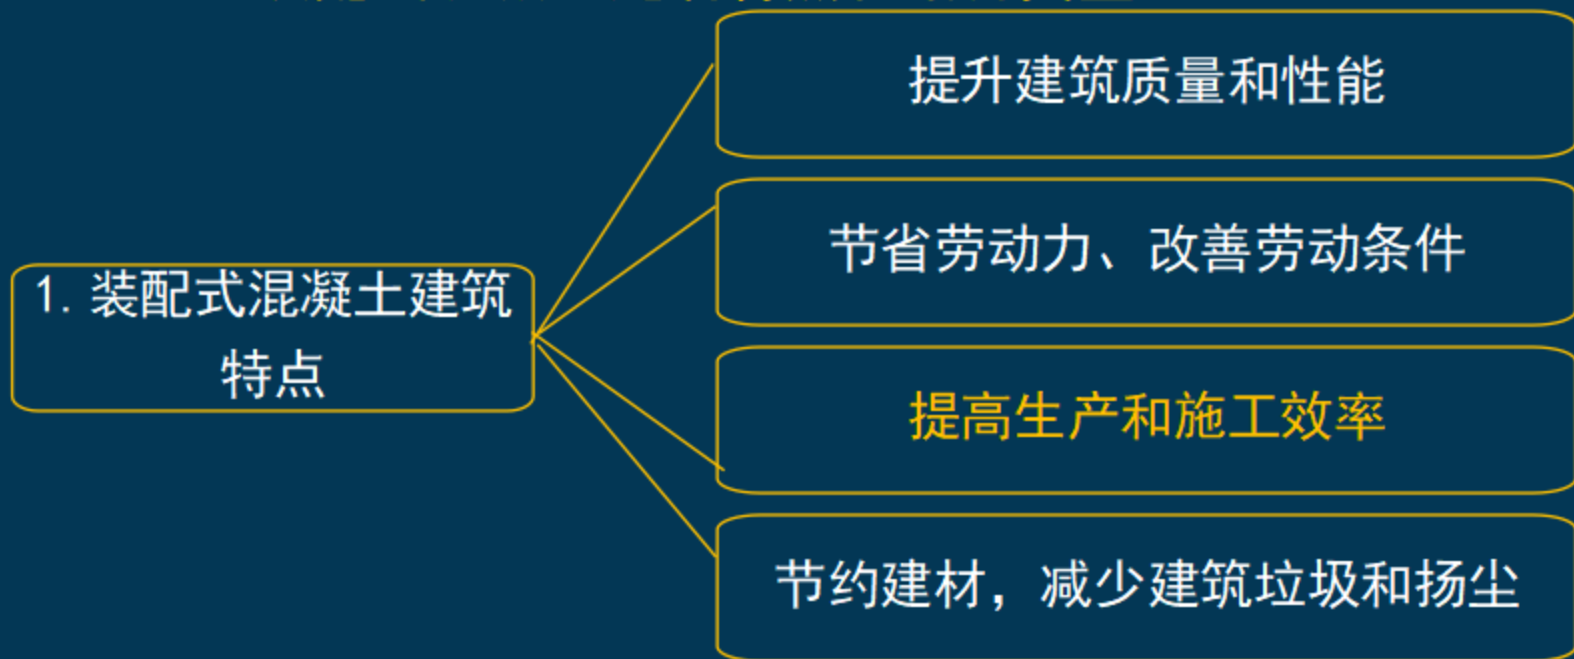 提升建筑质量和性能
节省劳动力、改善劳动条件
1. 装配式混凝土建筑
特点
提高生产和施工效率
节约建材，减少建筑垃圾和扬尘